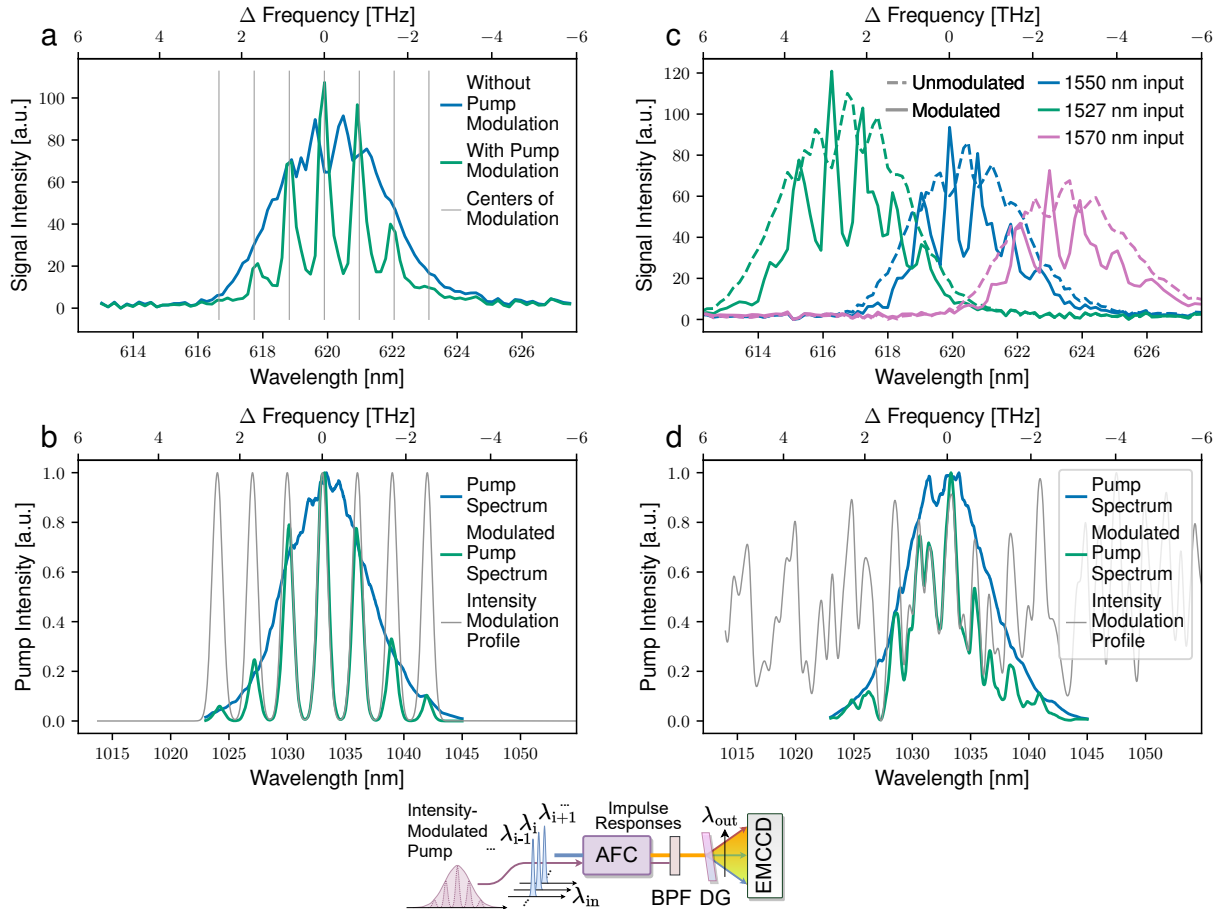 Δ Frequency [THz]
6 4 2 0 −2 −4 −6
a
Signal Intensity [a.u.]
100
80
60
40
20
0
Without
Pump
Modulation
With Pump
Modulation
Centers of
Modulation
614 616 618 620 622 624 626
Wavelength [nm]
Δ Frequency [THz]
6 4 2 0 −2 −4 −6
c
Signal Intensity [a.u.]
120
100
80
60
40
20
0
Unmodulated
Modulated
1550 nm input
1527 nm input
1570 nm input
614 616 618 620 622 624 626
Wavelength [nm]
Δ Frequency [THz]
6 4 2 0 −2 −4 −6
b
Pump Intensity [a.u.]
1.0
0.8
0.6
0.4
0.2
0.0
Pump
Spectrum
Modulated
Pump
Spectrum
Intensity
Modulation
Profile
1015 1020 1025 1030 1035 1040 1045 1050
Wavelength [nm]
Δ Frequency [THz]
6 4 2 0 −2 −4 −6
d
Pump Intensity [a.u.]
1.0
0.8
0.6
0.4
0.2
0.0
Pump
Spectrum
Modulated
Pump
Spectrum
Intensity
Modulation
Profile
1015 1020 1025 1030 1035 1040 1045 1050
Wavelength [nm]
Intensity-
Modulated
Pump
... λi-1 λi λi+1 ...
λin
AFC
Impulse
Responses
BPF
DG
λout
EMCCD